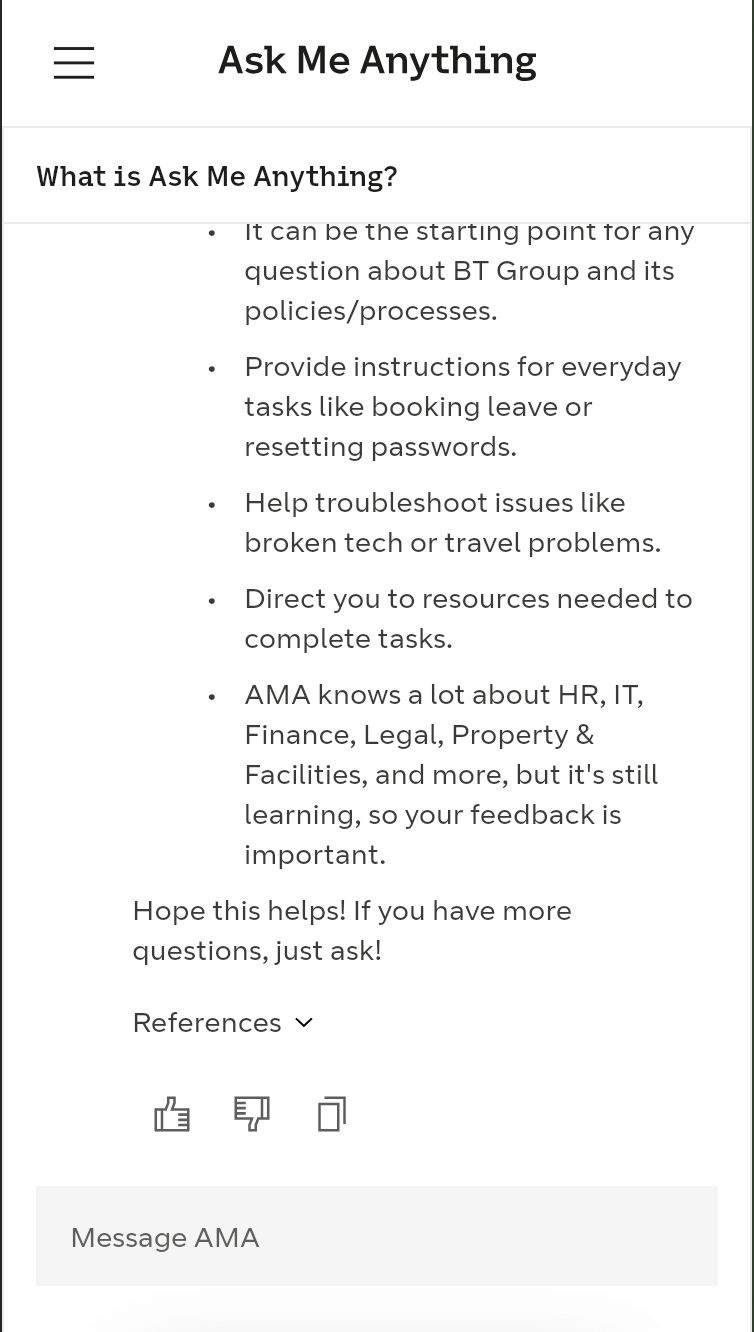 Ask Me Anything
What is Ask Me Anything?
• It can be the starting point for any
question about BT Group and its
policies/processes.
• Provide instructions for everyday
tasks like booking leave or
resetting passwords.
• Help troubleshoot issues like
broken tech or travel problems.
• Direct you to resources needed to
complete tasks.
• AMA knows a lot about HR, IT,
Finance, Legal, Property &
Facilities, and more, but it's still
learning, so your feedback is
important.
Hope this helps! If you have more
questions, just ask!
References
Message AMA